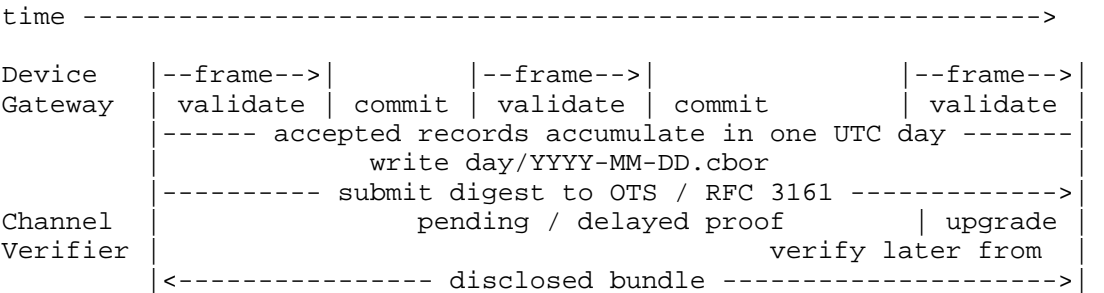 time ----------------------------------------------------------->
Device   |--frame-->|        |--frame-->|                |--frame-->|
Gateway  | validate | commit | validate | commit         | validate |
         |------ accepted records accumulate in one UTC day -------|
         |             write day/YYYY-MM-DD.cbor                   |
         |---------- submit digest to OTS / RFC 3161 ------------->|
Channel  |                pending / delayed proof        | upgrade |
Verifier |                                    verify later from    |
         |<---------------- disclosed bundle --------------------->|